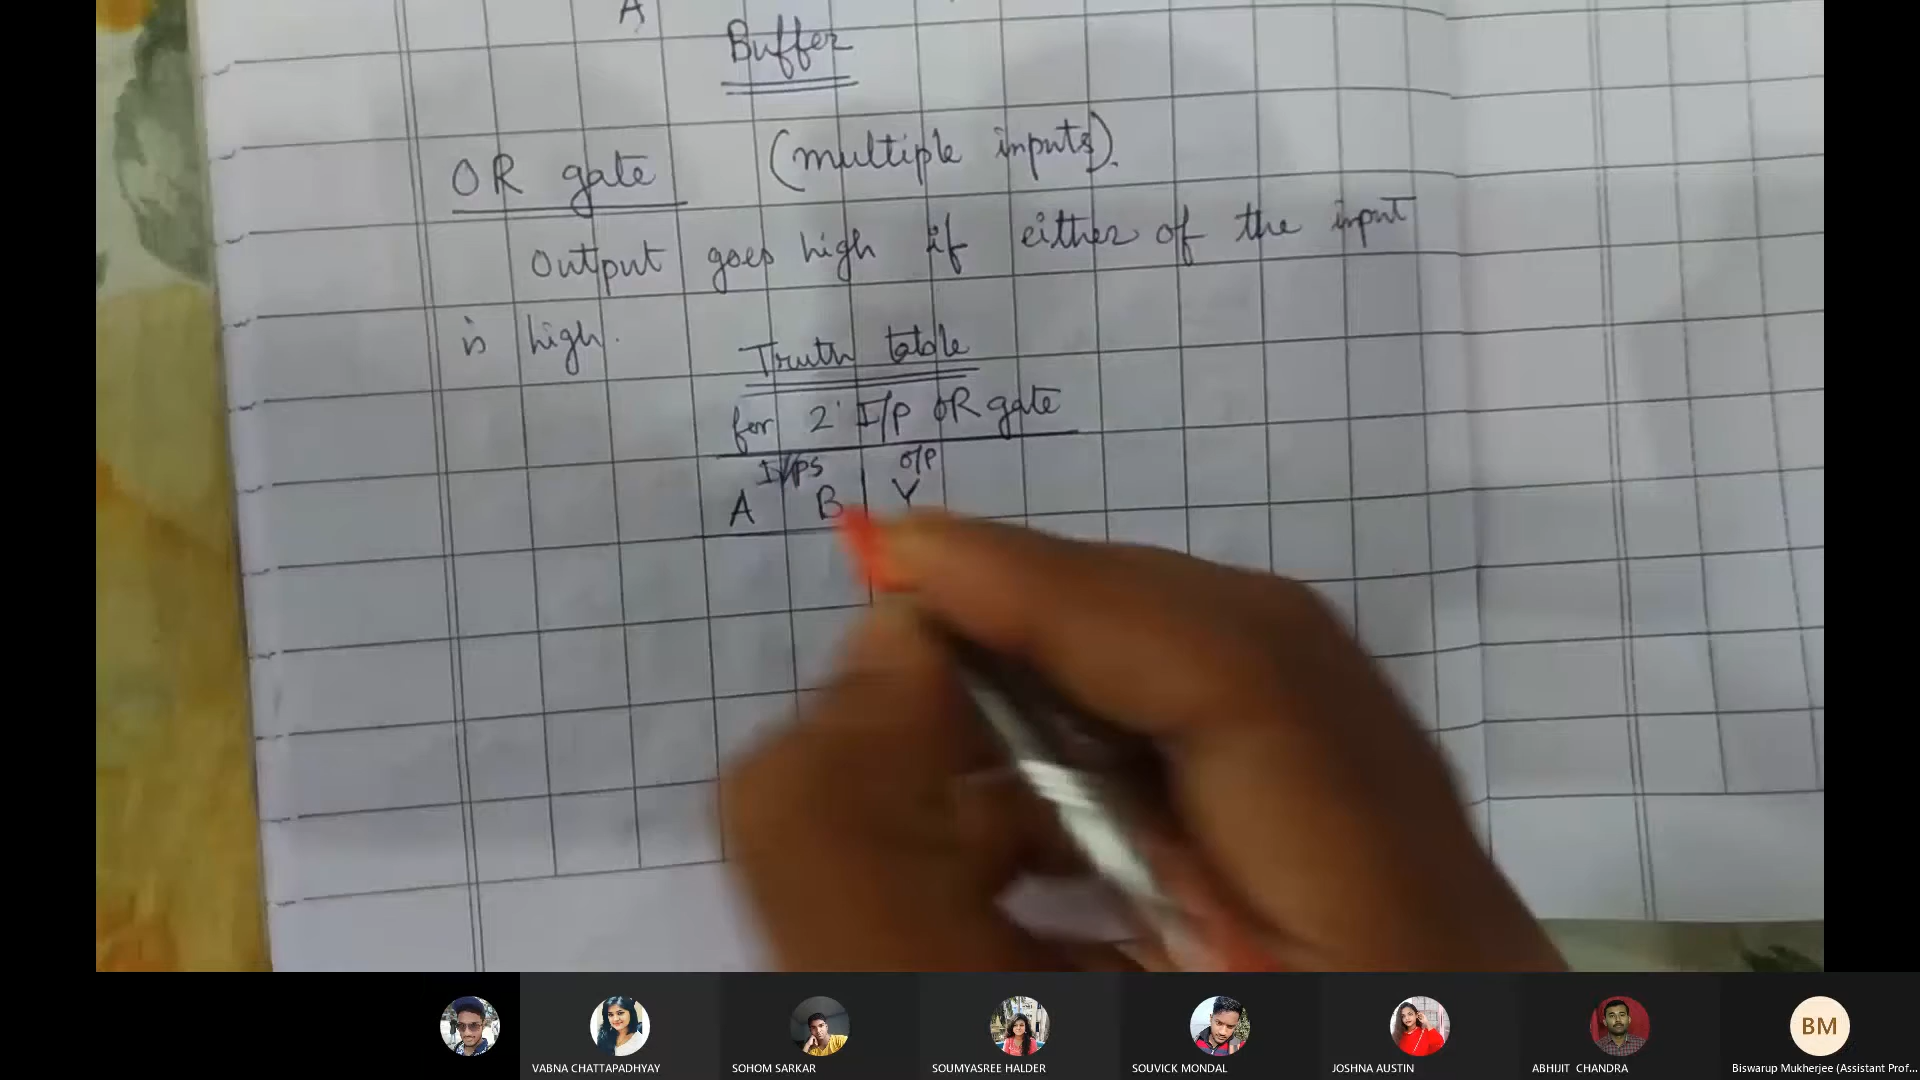 A
Buffer
OR gate (multiple inputs).
Output goes high if either of the input
is high.
Truth table
for 2 I/P OR gate
I/ps O/P
A B Y
VABNA CHATTAPADHYAY
SOHOM SARKAR
SOUMYASREE HALDER
SOUVICK MONDAL
JOSHNA AUSTIN
ABHIJIT CHANDRA
BM
Biswarup Mukherjee (Assistant Prof...